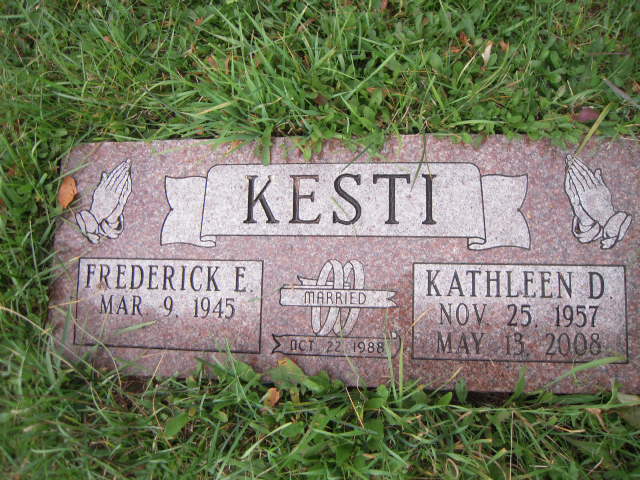 KESTI
FREDERICK E.
MAR 9, 1945
MARRIED
OCT 22 1988
KATHLEEN D.
NOV 25, 1957
MAY 13, 2008